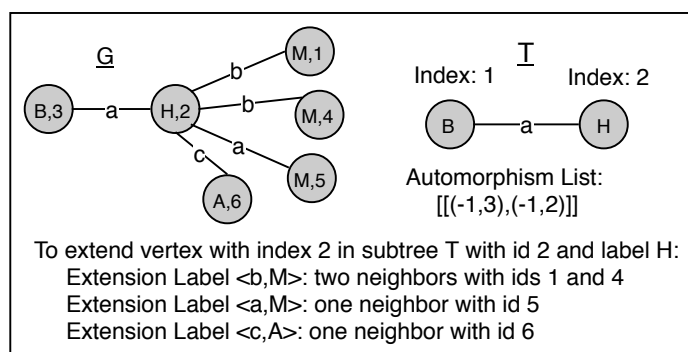 G
M,1
b
B,3
a
H,2
b
M,4
a
c
M,5
A,6
T
Index: 1
Index: 2
B
a
H
Automorphism List:
[[(-1,3),(-1,2)]]
To extend vertex with index 2 in subtree T with id 2 and label H:
Extension Label <b,M>: two neighbors with ids 1 and 4
Extension Label <a,M>: one neighbor with id 5
Extension Label <c,A>: one neighbor with id 6